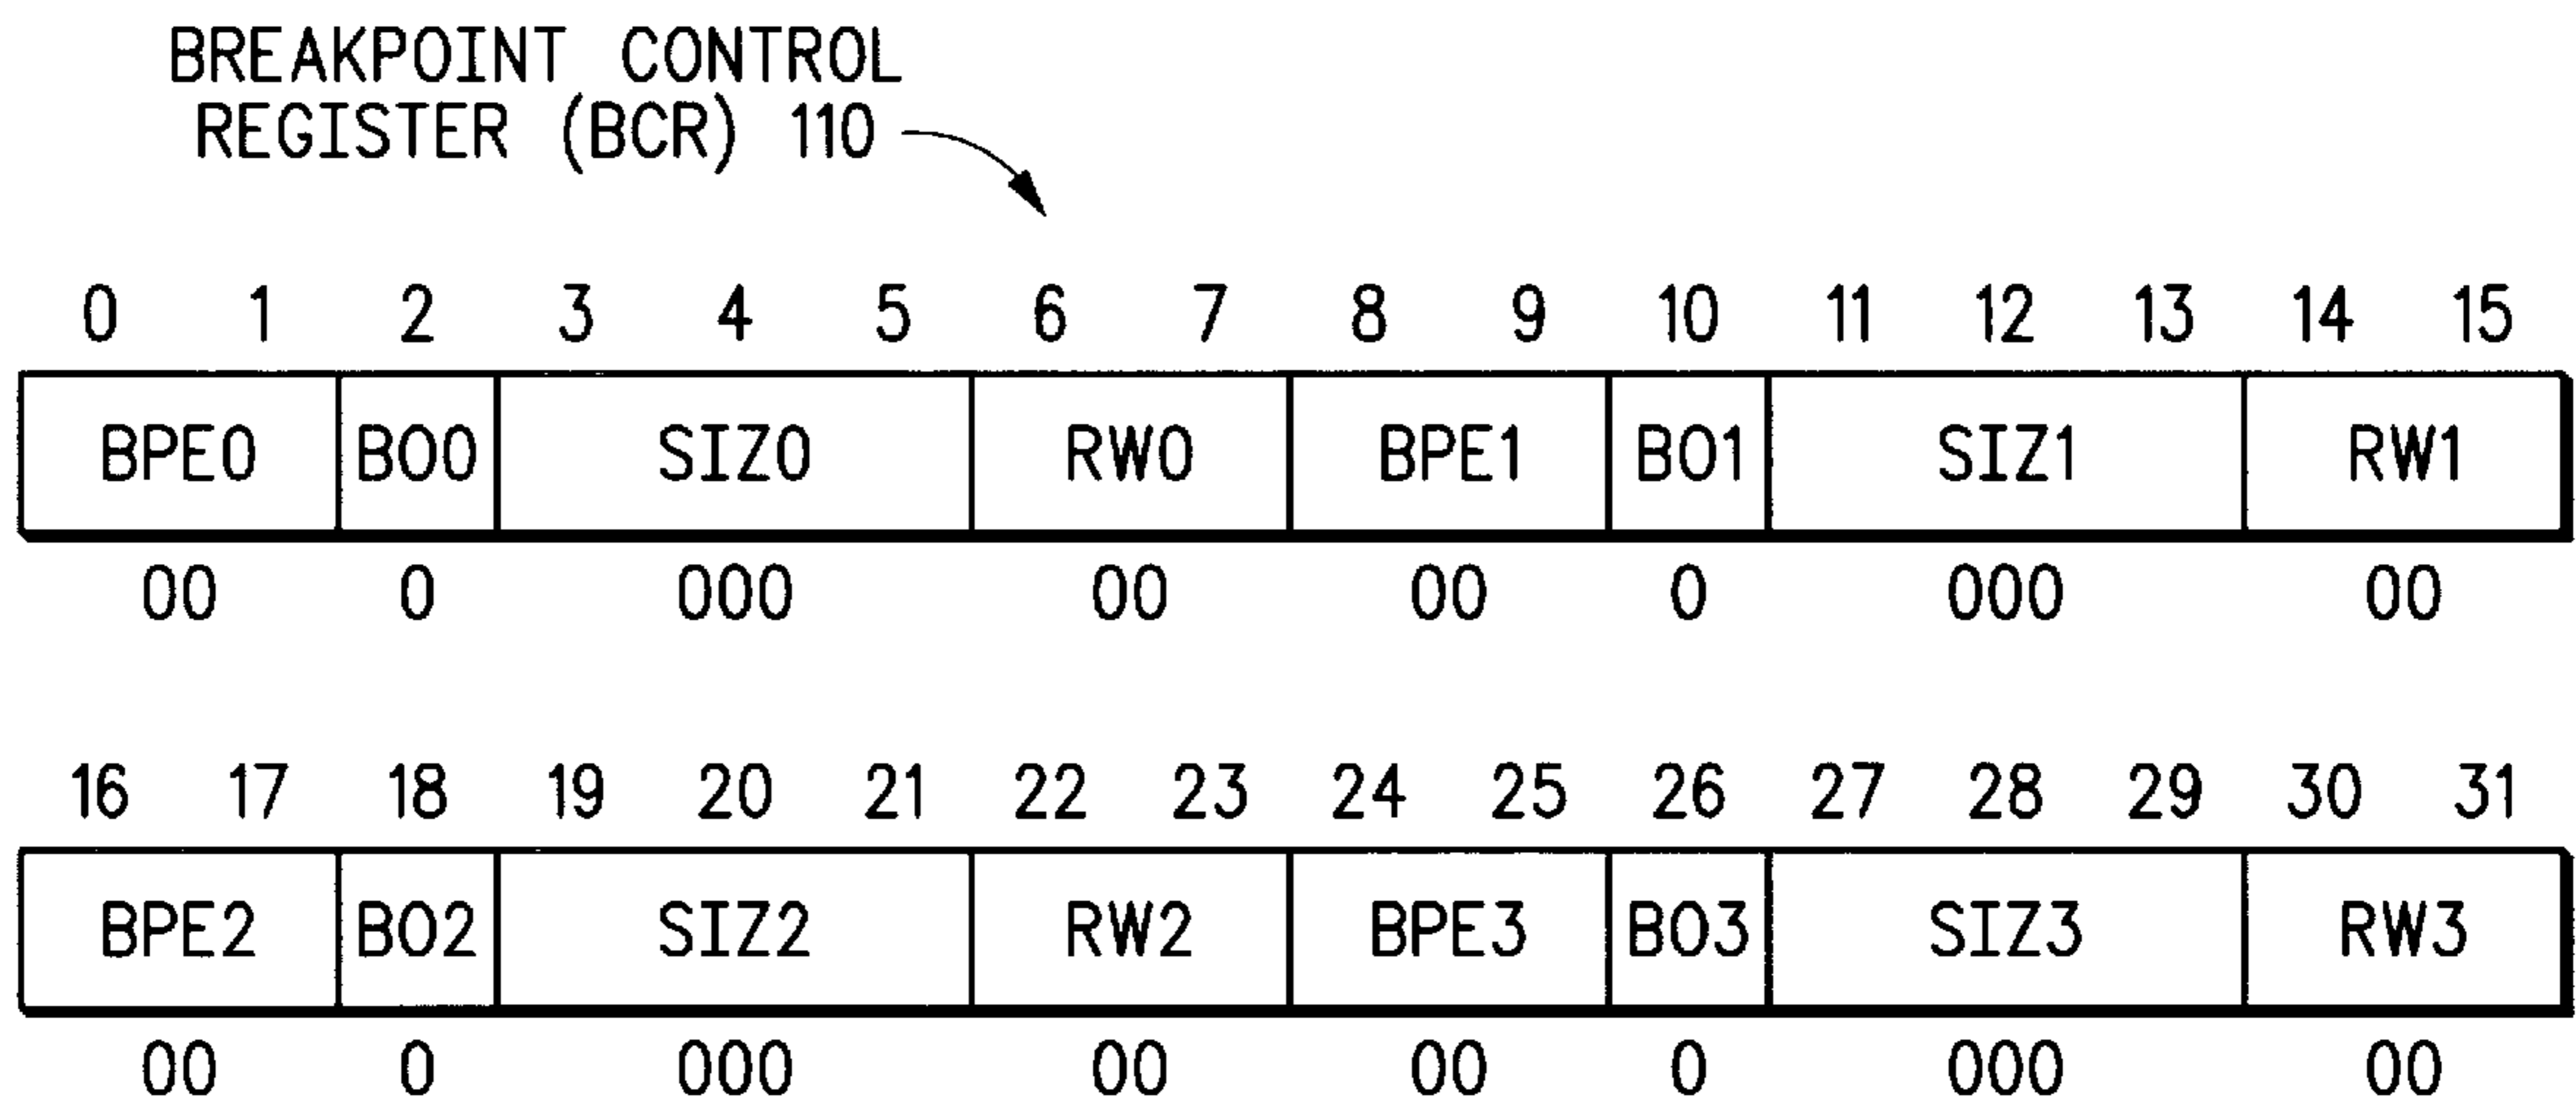 BREAKPOINT CONTROL
REGISTER (BCR) 110
0 1 2 3 4 5 6 7 8 9 10 11 12 13 14 15
BPE0 BO0 SIZ0 RW0 BPE1 BO1 SIZ1 RW1
00 0 000 00 00 0 000 00
16 17 18 19 20 21 22 23 24 25 26 27 28 29 30 31
BPE2 BO2 SIZ2 RW2 BPE3 BO3 SIZ3 RW3
00 0 000 00 00 0 000 00